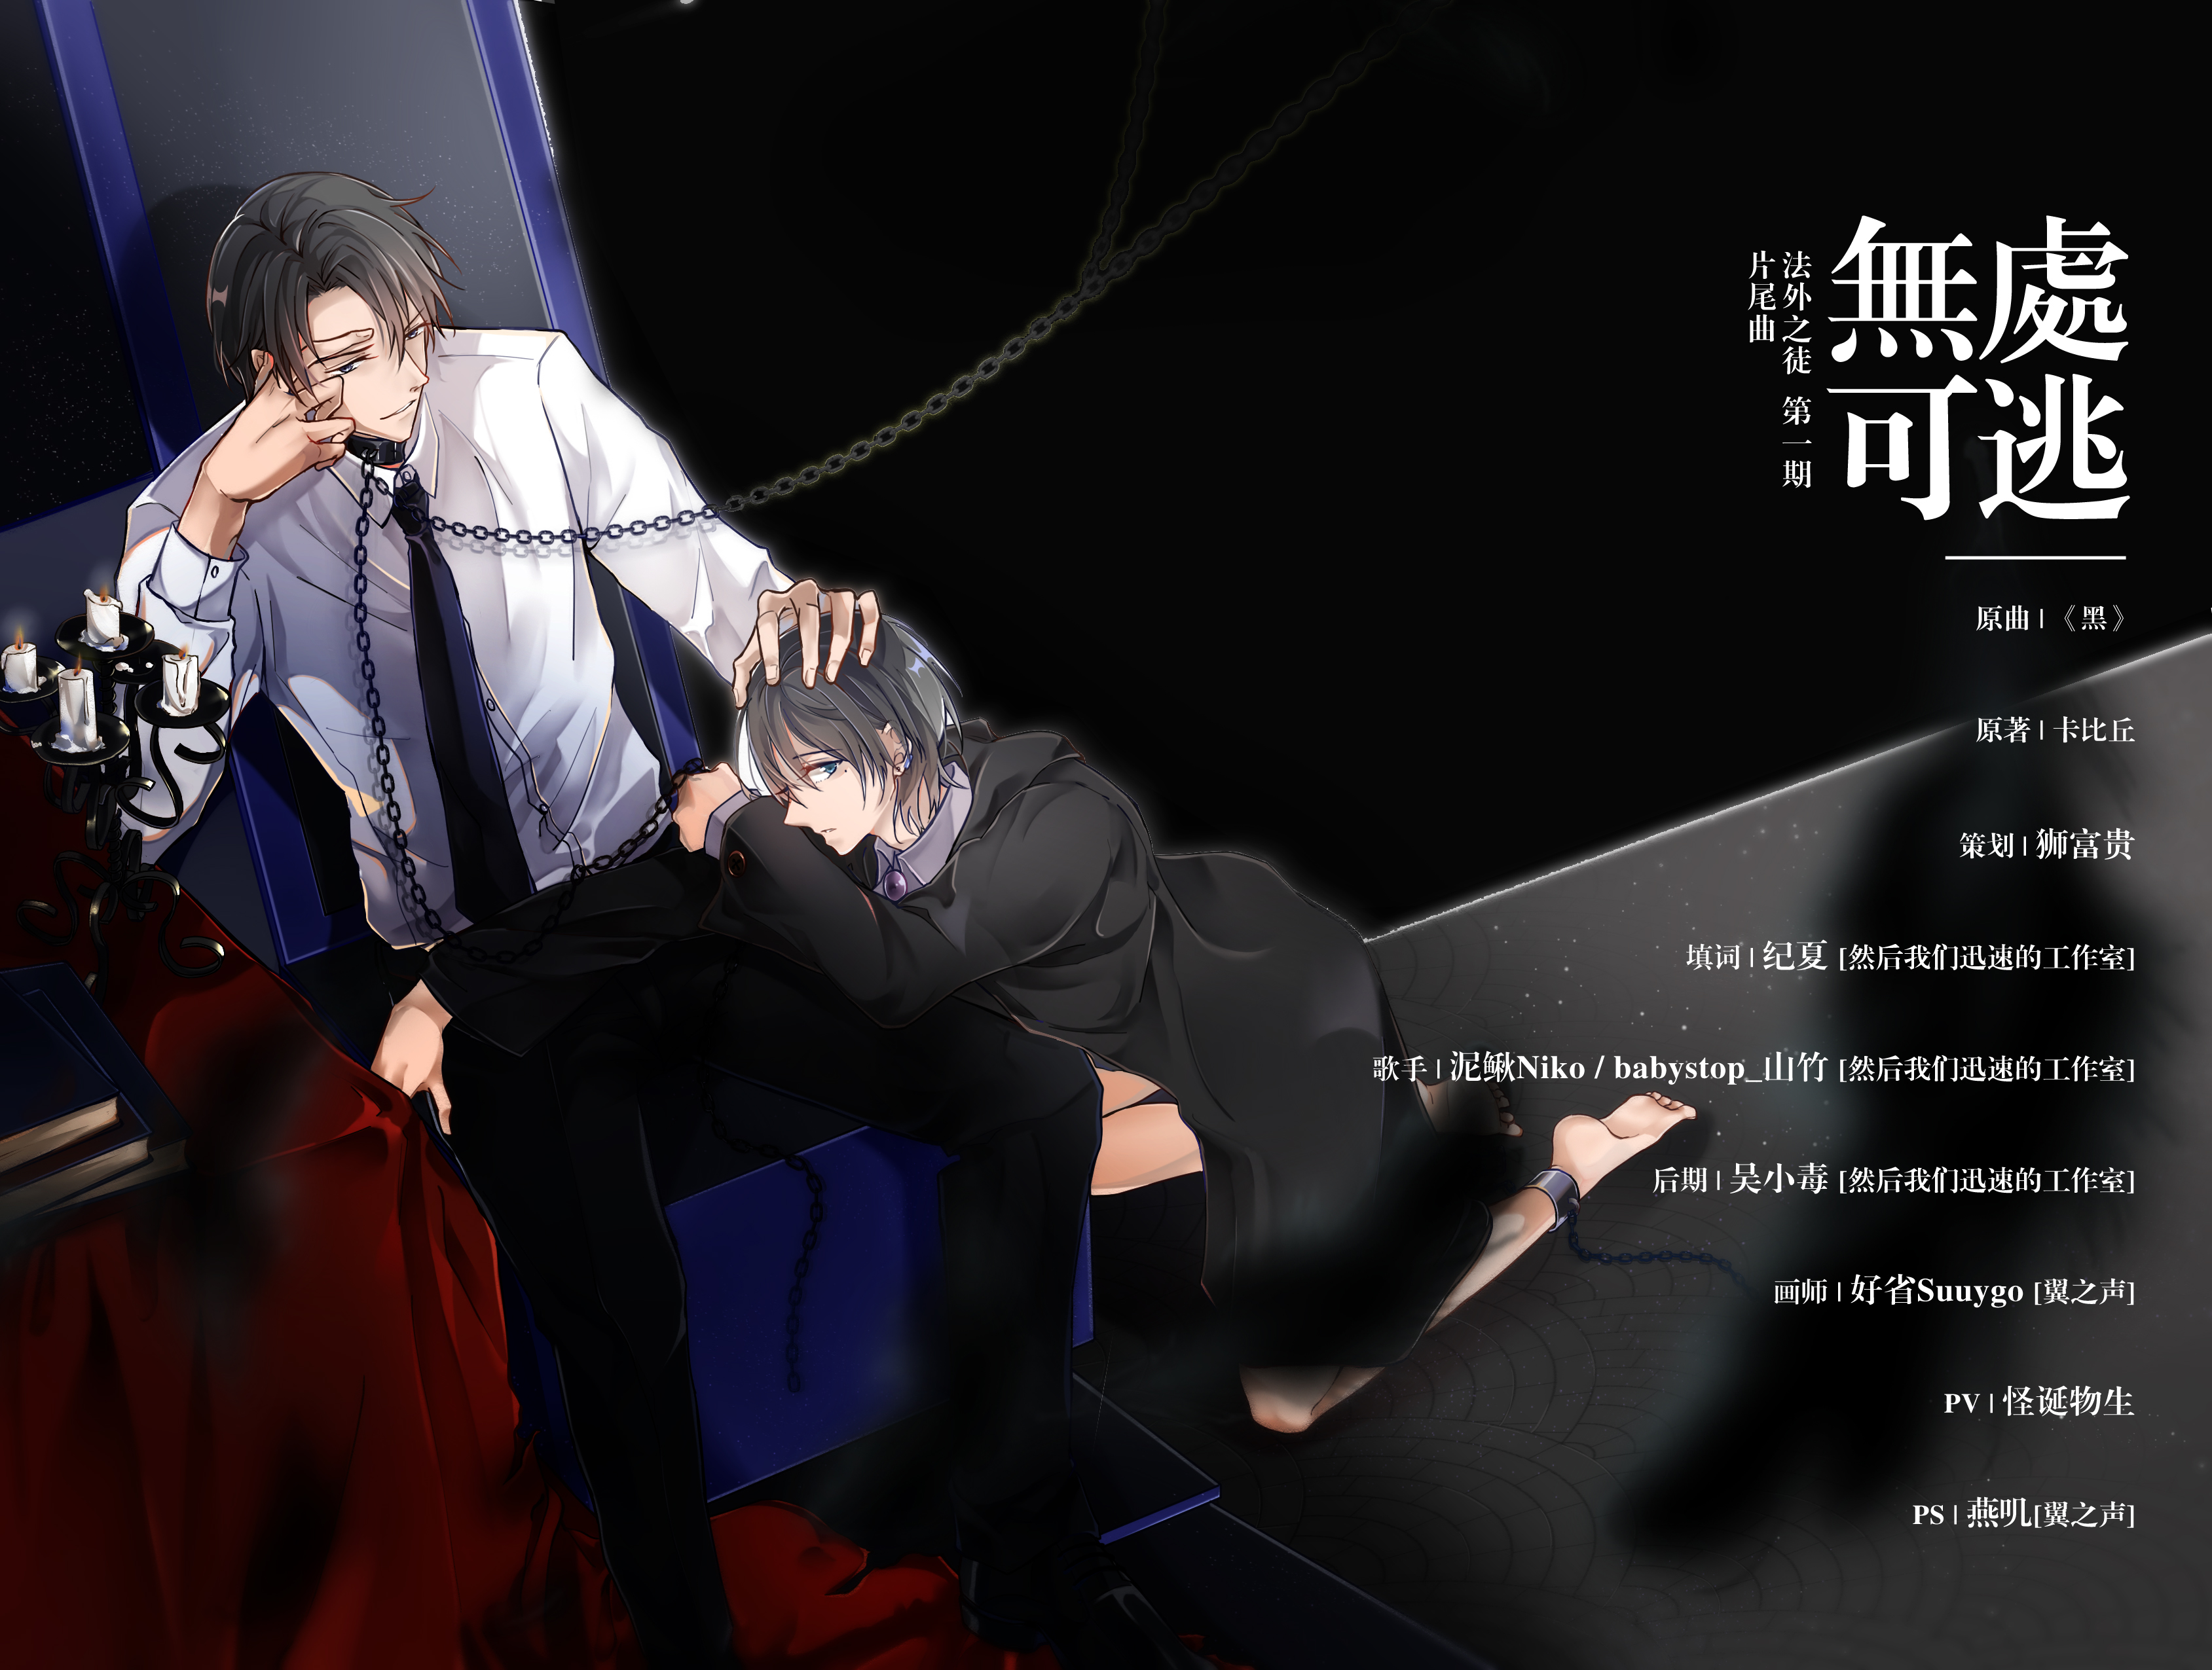 無處可逃
法外之徒 第一期
片尾曲
原曲 | 《黑》
原著 | 卡比丘
策划 | 狮富贵
填词 | 纪夏 [然后我们迅速的工作室]
歌手 | 泥鳅Niko / babystop_山竹 [然后我们迅速的工作室]
后期 | 吴小毒 [然后我们迅速的工作室]
画师 | 好省Suuygo [翼之声]
PV | 怪诞物生
PS | 燕叽[翼之声]